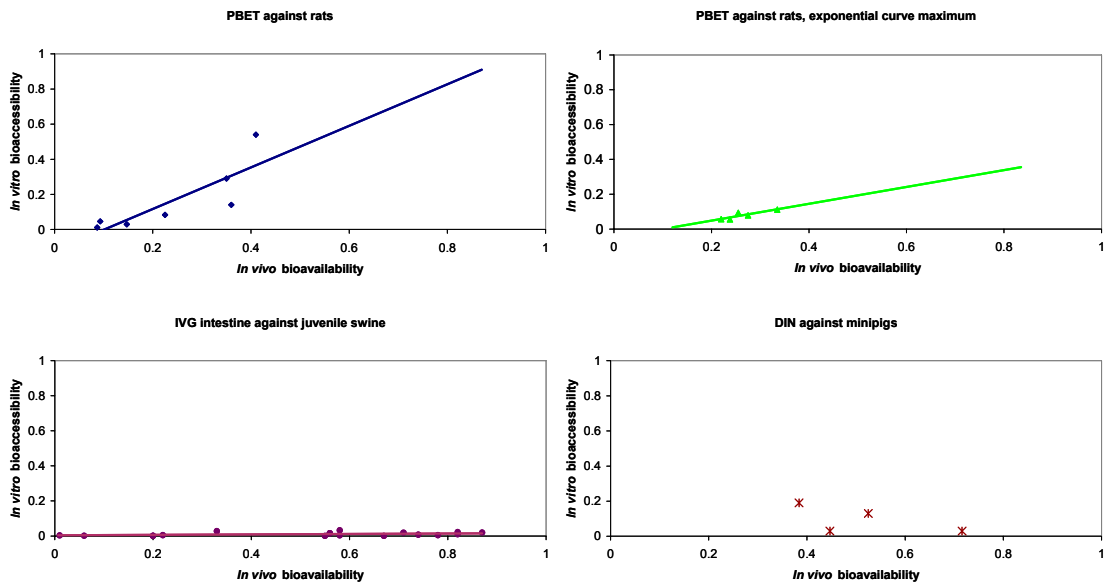 PBET against rats
1
0.8
0.6
0.4
0.2
0
0 0.2 0.4 0.6 0.8 1
In vitro bioaccessibility
In vivo bioavailability
PBET against rats, exponential curve maximum
1
0.8
0.6
0.4
0.2
0
0 0.2 0.4 0.6 0.8 1
In vitro bioaccessibility
In vivo bioavailability
IVG intestine against juvenile swine
1
0.8
0.6
0.4
0.2
0
0 0.2 0.4 0.6 0.8 1
In vitro bioaccessibility
In vivo bioavailability
DIN against minipigs
1
0.8
0.6
0.4
0.2
0
0 0.2 0.4 0.6 0.8 1
In vitro bioaccessibility
In vivo bioavailability